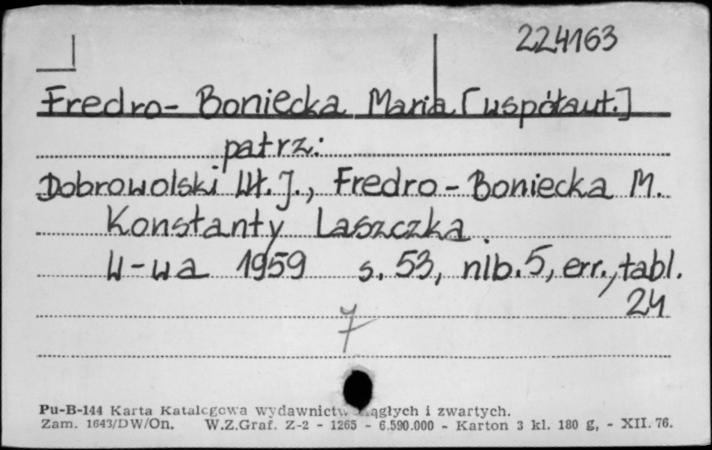 224163
Fredro-Boniecka Maria [współaut.]
patrz:
Dobrowolski Wł. J., Fredro-Boniecka M.
Konstanty Laszczka.
W-wa 1959 s. 53, nlb. 5, err., tabl.
24
7
Pu-B-144 Karta Katalogowa wydawnictw ciągłych i zwartych.
Zam. 1643/DW/On. W.Z.Graf. Z-2 - 1265 - 6.590.000 - Karton 3 kl. 180 g, - XII. 76.